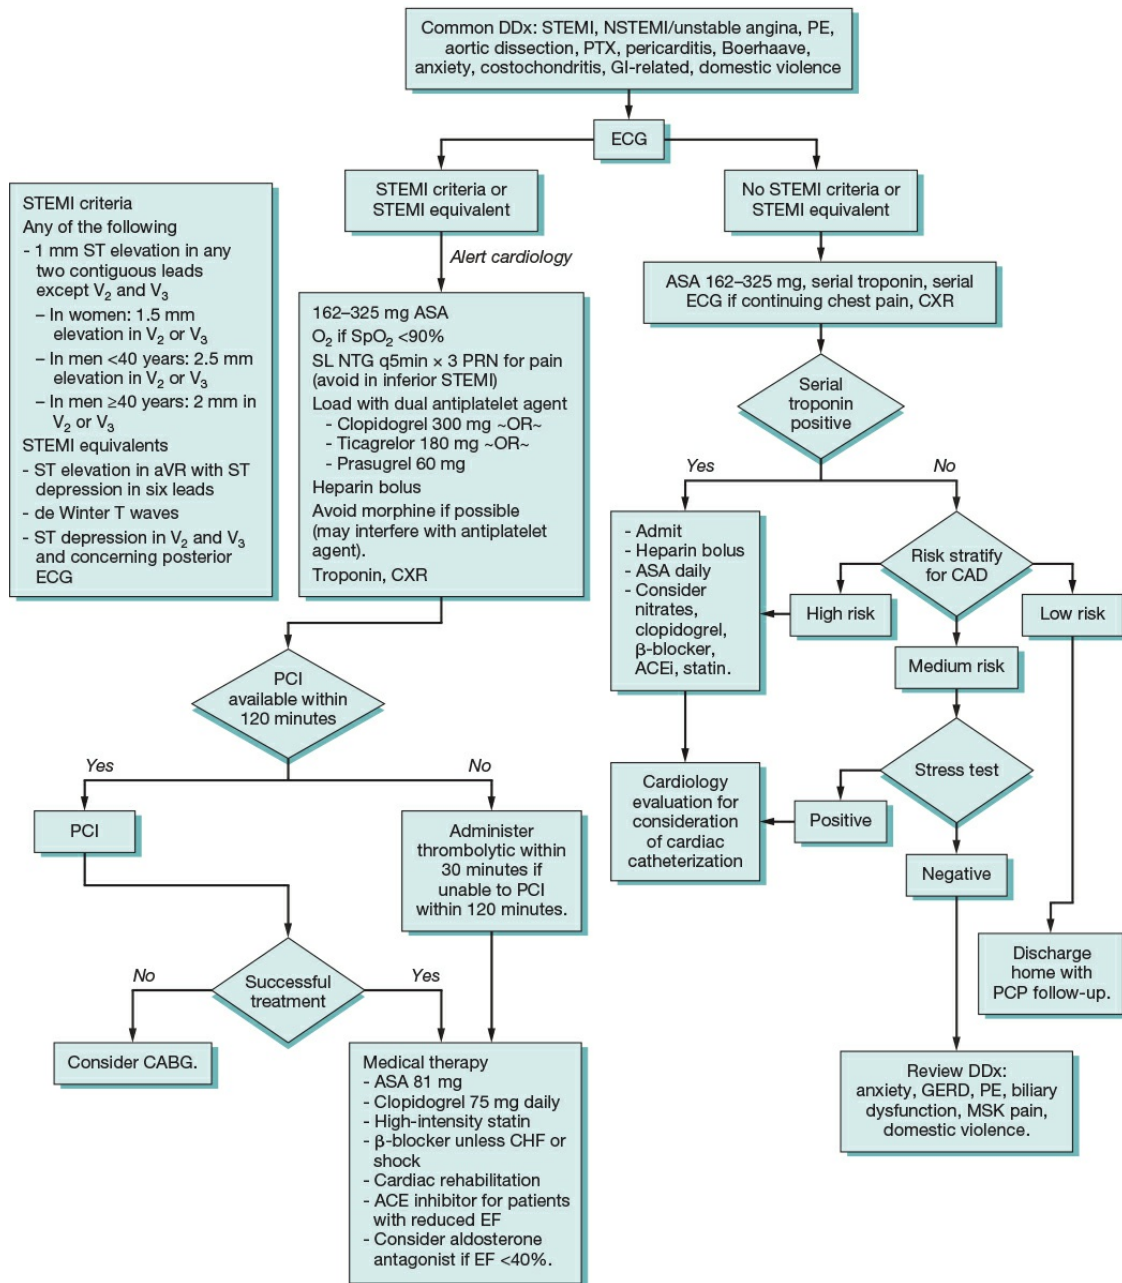 Common DDx: STEMI, NSTEMI/unstable angina, PE,
aortic dissection, PTX, pericarditis, Boerhaave,
anxiety, costochondritis, GI-related, domestic violence
ECG
STEMI criteria or
STEMI equivalent
No STEMI criteria or
STEMI equivalent
STEMI criteria
Any of the following
- 1 mm ST elevation in any
two contiguous leads
except V₂ and V₃
– In women: 1.5 mm
elevation in V₂ or V₃
– In men <40 years: 2.5 mm
elevation in V₂ or V₃
– In men ≥40 years: 2 mm in
V₂ or V₃
STEMI equivalents
- ST elevation in aVR with ST
depression in six leads
- de Winter T waves
- ST depression in V₂ and V₃
and concerning posterior
ECG
Alert cardiology
162–325 mg ASA
O₂ if SpO₂ <90%
SL NTG q5min × 3 PRN for pain
(avoid in inferior STEMI)
Load with dual antiplatelet agent
- Clopidogrel 300 mg ~OR~
- Ticagrelor 180 mg ~OR~
- Prasugrel 60 mg
Heparin bolus
Avoid morphine if possible
(may interfere with antiplatelet
agent).
Troponin, CXR
ASA 162–325 mg, serial troponin, serial
ECG if continuing chest pain, CXR
Serial
troponin
positive
Yes
No
- Admit
- Heparin bolus
- ASA daily
- Consider
nitrates,
clopidogrel,
β-blocker,
ACEi, statin.
Risk stratify
for CAD
High risk
Low risk
Medium risk
PCI
available within
120 minutes
Yes
No
PCI
Administer
thrombolytic within
30 minutes if
unable to PCI
within 120 minutes.
Cardiology
evaluation for
consideration
of cardiac
catheterization
Stress test
Positive
Negative
Discharge
home with
PCP follow-up.
Successful
treatment
No
Yes
Consider CABG.
Medical therapy
- ASA 81 mg
- Clopidogrel 75 mg daily
- High-intensity statin
- β-blocker unless CHF or
shock
- Cardiac rehabilitation
- ACE inhibitor for patients
with reduced EF
- Consider aldosterone
antagonist if EF <40%.
Review DDx:
anxiety, GERD, PE, biliary
dysfunction, MSK pain,
domestic violence.